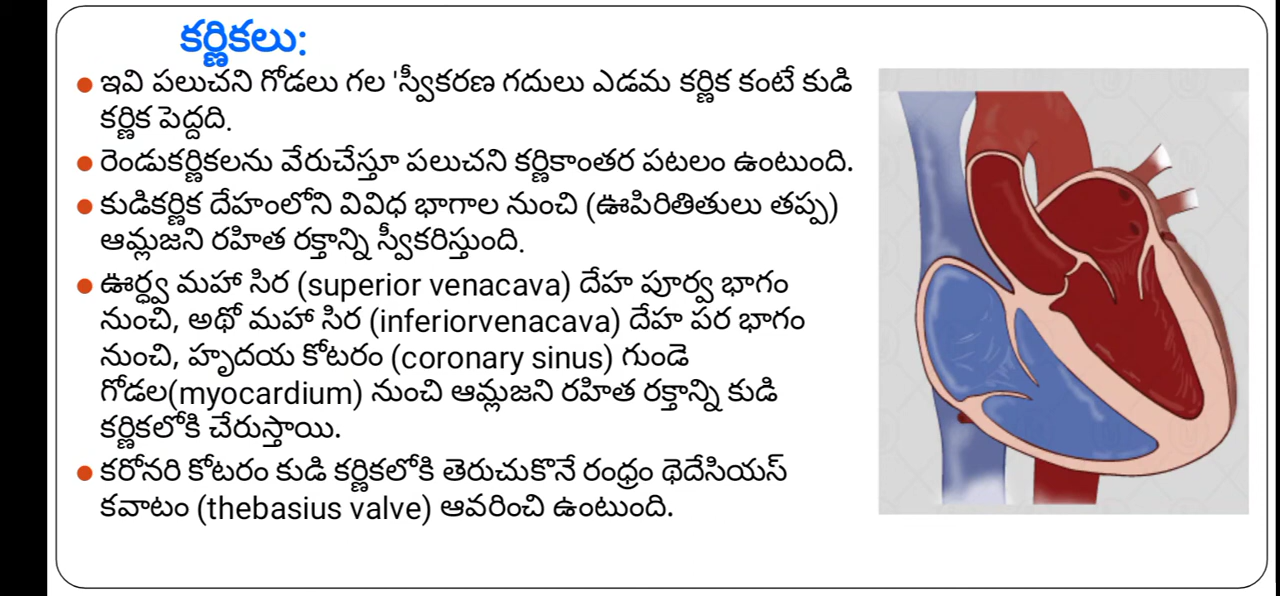 కర్ణికలు:
ఇవి పలుచని గోడలు గల 'స్వీకరణ గదులు ఎడమ కర్ణిక కంటే కుడి
కర్ణిక పెద్దది.
రెండుకర్ణికలను వేరుచేస్తూ పలుచని కర్ణికాంతర పటలం ఉంటుంది.
కుడికర్ణిక దేహంలోని వివిధ భాగాల నుంచి (ఊపిరితితులు తప్ప)
ఆమ్లజని రహిత రక్తాన్ని స్వీకరిస్తుంది.
ఊర్ధ్వ మహా సిర (superior venacava) దేహ పూర్వ భాగం
నుంచి, అథో మహా సిర (inferiorvenacava) దేహ పర భాగం
నుంచి, హృదయ కోటరం (coronary sinus) గుండె
గోడల(myocardium) నుంచి ఆమ్లజని రహిత రక్తాన్ని కుడి
కర్ణికలోకి చేరుస్తాయి.
కరోనరి కోటరం కుడి కర్ణికలోకి తెరుచుకొనే రంధ్రం థెదేసియస్
కవాటం (thebasius valve) ఆవరించి ఉంటుంది.